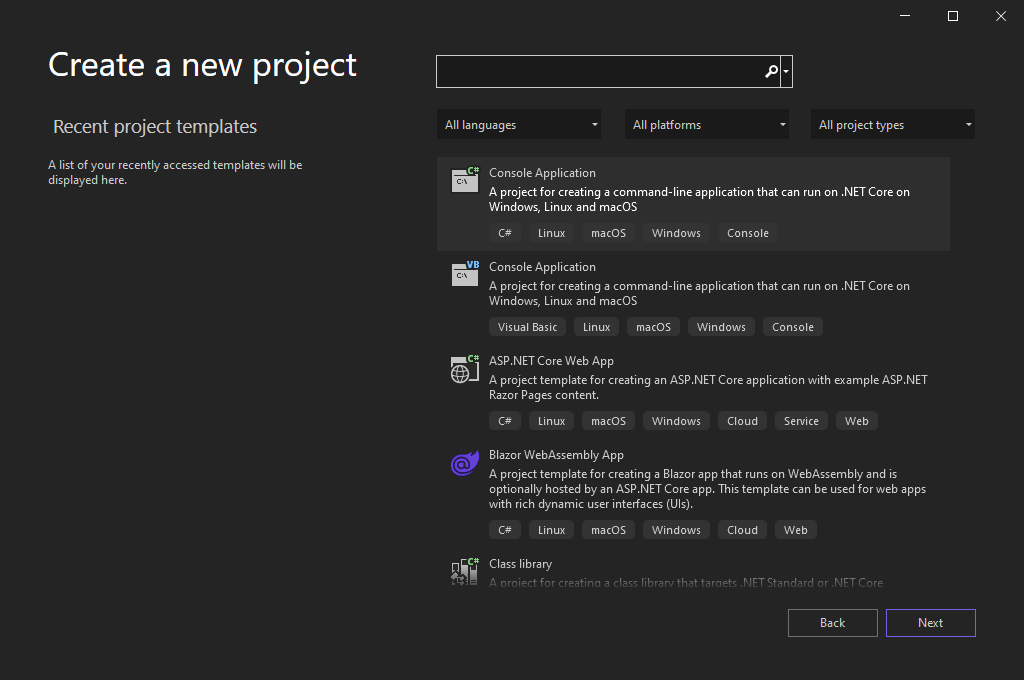 Create a new project
Recent project templates
A list of your recently accessed templates will be
displayed here.
All languages
All platforms
All project types
C#
C:\
Console Application
A project for creating a command-line application that can run on .NET Core on
Windows, Linux and macOS
C# Linux macOS Windows Console
VB
C:\
Console Application
A project for creating a command-line application that can run on .NET Core on
Windows, Linux and macOS
Visual Basic Linux macOS Windows Console
C#
ASP.NET Core Web App
A project template for creating an ASP.NET Core application with example ASP.NET
Razor Pages content.
C# Linux macOS Windows Cloud Service Web
@
Blazor WebAssembly App
A project template for creating a Blazor app that runs on WebAssembly and is
optionally hosted by an ASP.NET Core app. This template can be used for web apps
with rich dynamic user interfaces (UIs).
C# Linux macOS Windows Cloud Web
C#
Class library
A project for creating a class library that targets .NET Standard or .NET Core
Back
Next